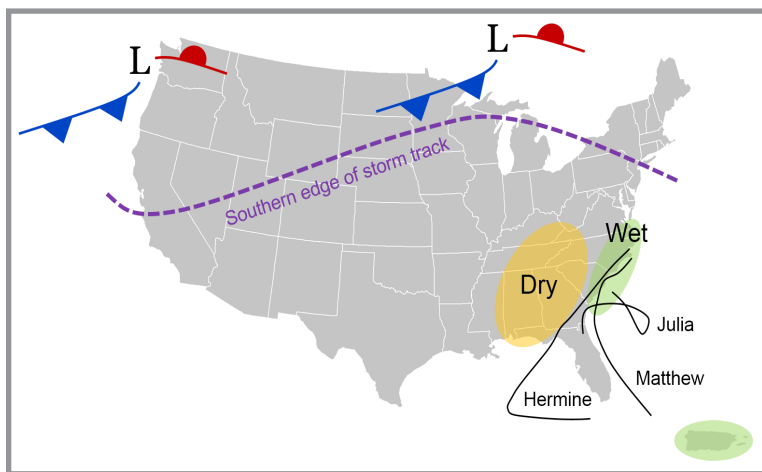 L
L
Southern edge of storm track
Wet
Dry
Julia
Matthew
Hermine